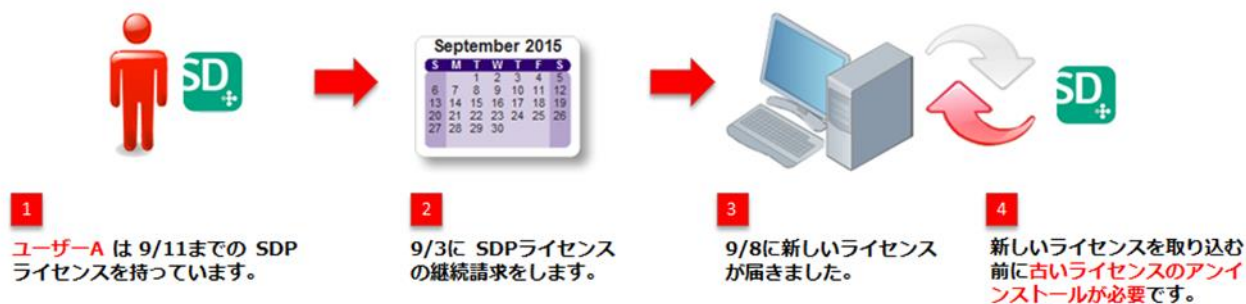 SD
September 2015
S M T W T F S
1 2 3 4 5
6 7 8 9 10 11 12
13 14 15 16 17 18 19
20 21 22 23 24 25 26
27 28 29 30
SD
1
ユーザーA は 9/11までの SDP
ライセンスを持っています。
2
9/3に SDPライセンス
の継続請求をします。
3
9/8に新しいライセンス
が届きました。
4
新しいライセンスを取り込む
前に古いライセンスのアンイ
ンストールが必要です。